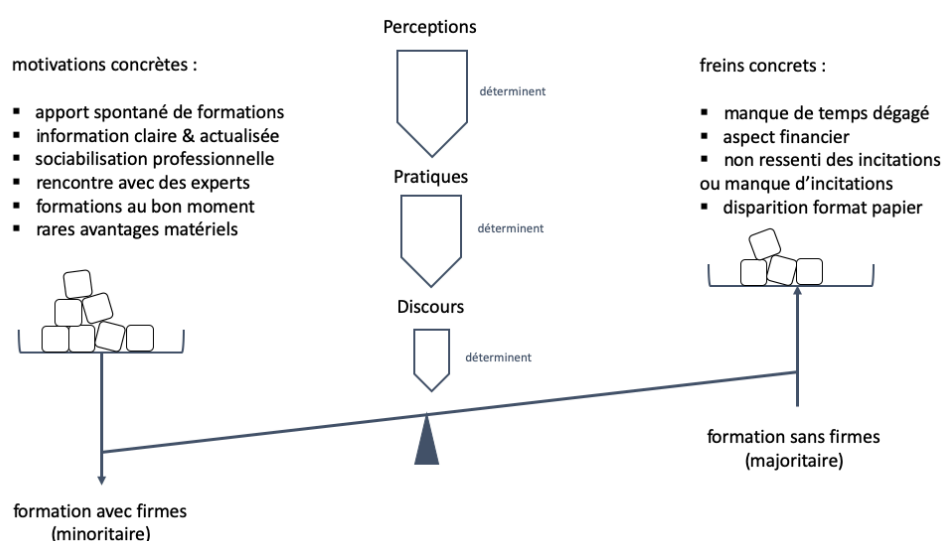 Perceptions
déterminent
Pratiques
déterminent
Discours
déterminent
motivations concrètes :
▪ apport spontané de formations
▪ information claire & actualisée
▪ sociabilisation professionnelle
▪ rencontre avec des experts
▪ formations au bon moment
▪ rares avantages matériels
freins concrets :
▪ manque de temps dégagé
▪ aspect financier
▪ non ressenti des incitations
ou manque d'incitations
▪ disparition format papier
formation avec firmes
(minoritaire)
formation sans firmes
(majoritaire)